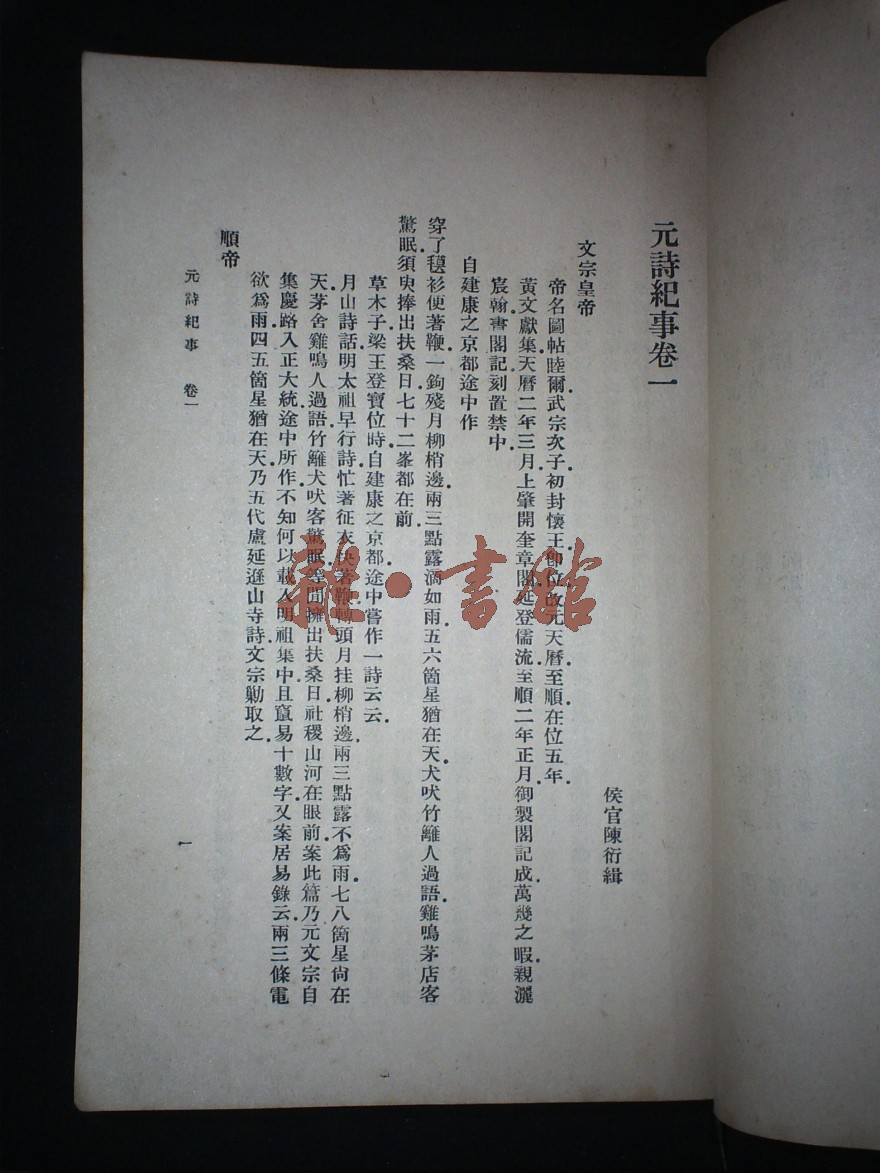 元詩紀事卷一
侯官陳衍緝
文宗皇帝
帝名圖帖睦爾.武宗次子.初封懷王.卽位.改元天曆.至順.在位五年.
黃文獻集天曆二年三月.上肇開奎章閣.延登儒流.至順二年正月.御製閣記成.萬幾之暇.親灑
宸翰書閣記.刻置禁中.
自建康之京都途中作
穿了氊衫便著鞭.一鉤殘月柳梢邊.兩三點露滴如雨.五六箇星猶在天.犬吠竹籬人過語.雞鳴茅店客
驚眠.須臾捧出扶桑日.七十二峯都在前.
草木子梁王登寶位時.自建康之京都.途中嘗作一詩云云.
月山詩話.明太祖早行詩.忙著征衣快著鞭.轉頭月挂柳梢邊.兩三點露不爲雨.七八箇星尙在
天.茅舍雞鳴人過語.竹籬犬吠客驚眠.等閒擁出扶桑日.社稷山河在眼前.案此篇乃元文宗自
集慶路入正大統.途中所作.不知何以載入明祖集中.且竄易十數字.又案居易錄云.兩三條電
欲爲雨.四五箇星猶在天.乃五代盧延遜山寺詩.文宗勦取之.
順帝
元詩紀事 卷一
一
龍·書館